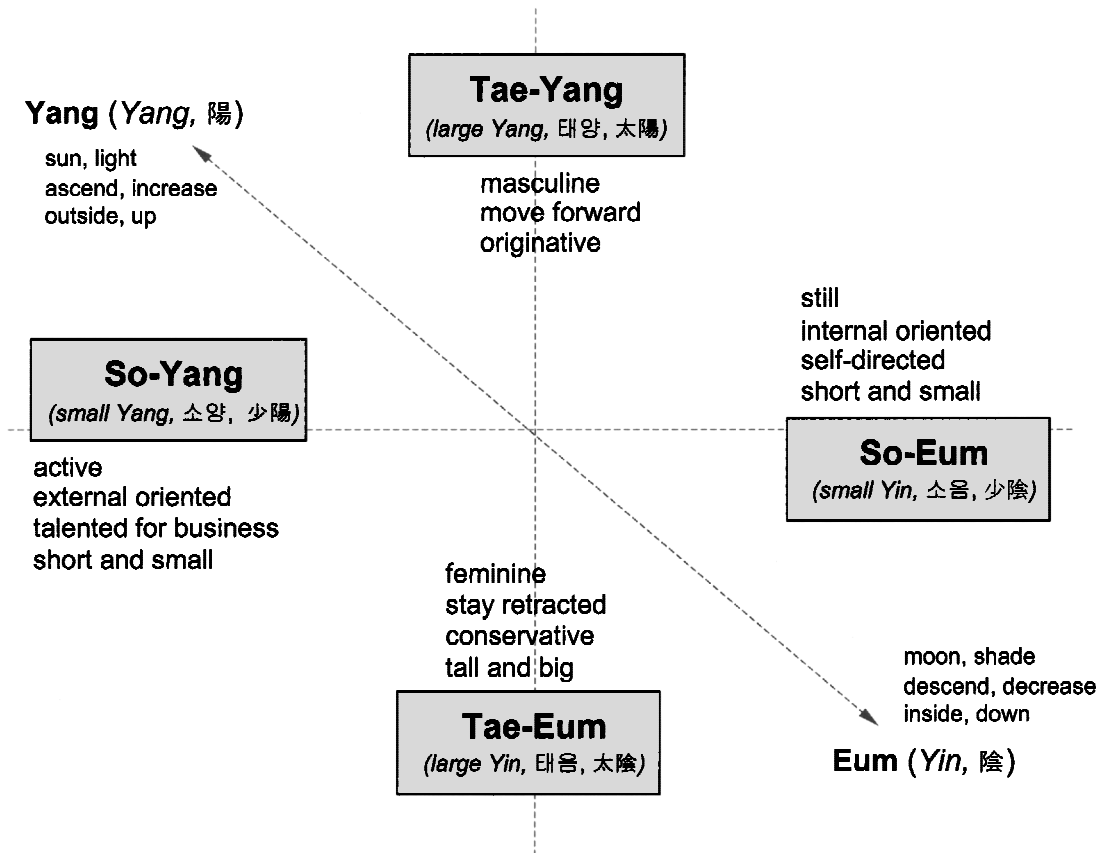 Tae-Yang
(large Yang, 태양, 太陽)
masculine
move forward
originative
Yang (Yang, 陽)
sun, light
ascend, increase
outside, up
still
internal oriented
self-directed
short and small
So-Yang
(small Yang, 소양, 少陽)
active
external oriented
talented for business
short and small
So-Eum
(small Yin, 소음, 少陰)
feminine
stay retracted
conservative
tall and big
Tae-Eum
(large Yin, 태음, 太陰)
moon, shade
descend, decrease
inside, down
Eum (Yin, 陰)